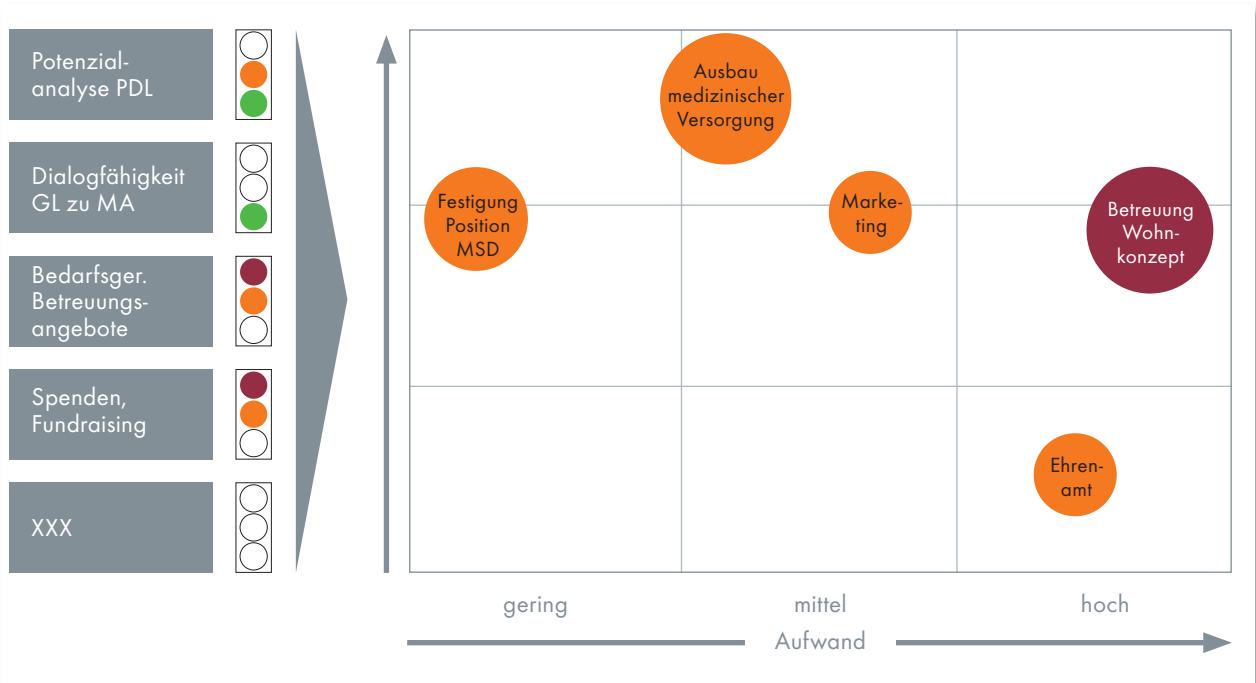 Potenzial-
analyse PDL
Dialogfähigkeit
GL zu MA
Bedarfsger.
Betreuungs-
angebote
Spenden,
Fundraising
XXX
Ausbau
medizinischer
Versorgung
Festigung
Position
MSD
Marke-
ting
Betreuung
Wohn-
konzept
Ehren-
amt
gering
mittel
hoch
Aufwand